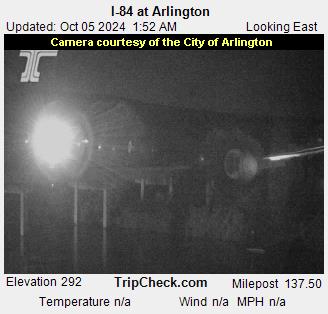 I-84 at Arlington
Updated: Oct 05 2024 1:52 AM Looking East
Camera courtesy of the City of Arlington
Elevation 292 TripCheck.com Milepost 137.50
Temperature n/a Wind n/a MPH n/a